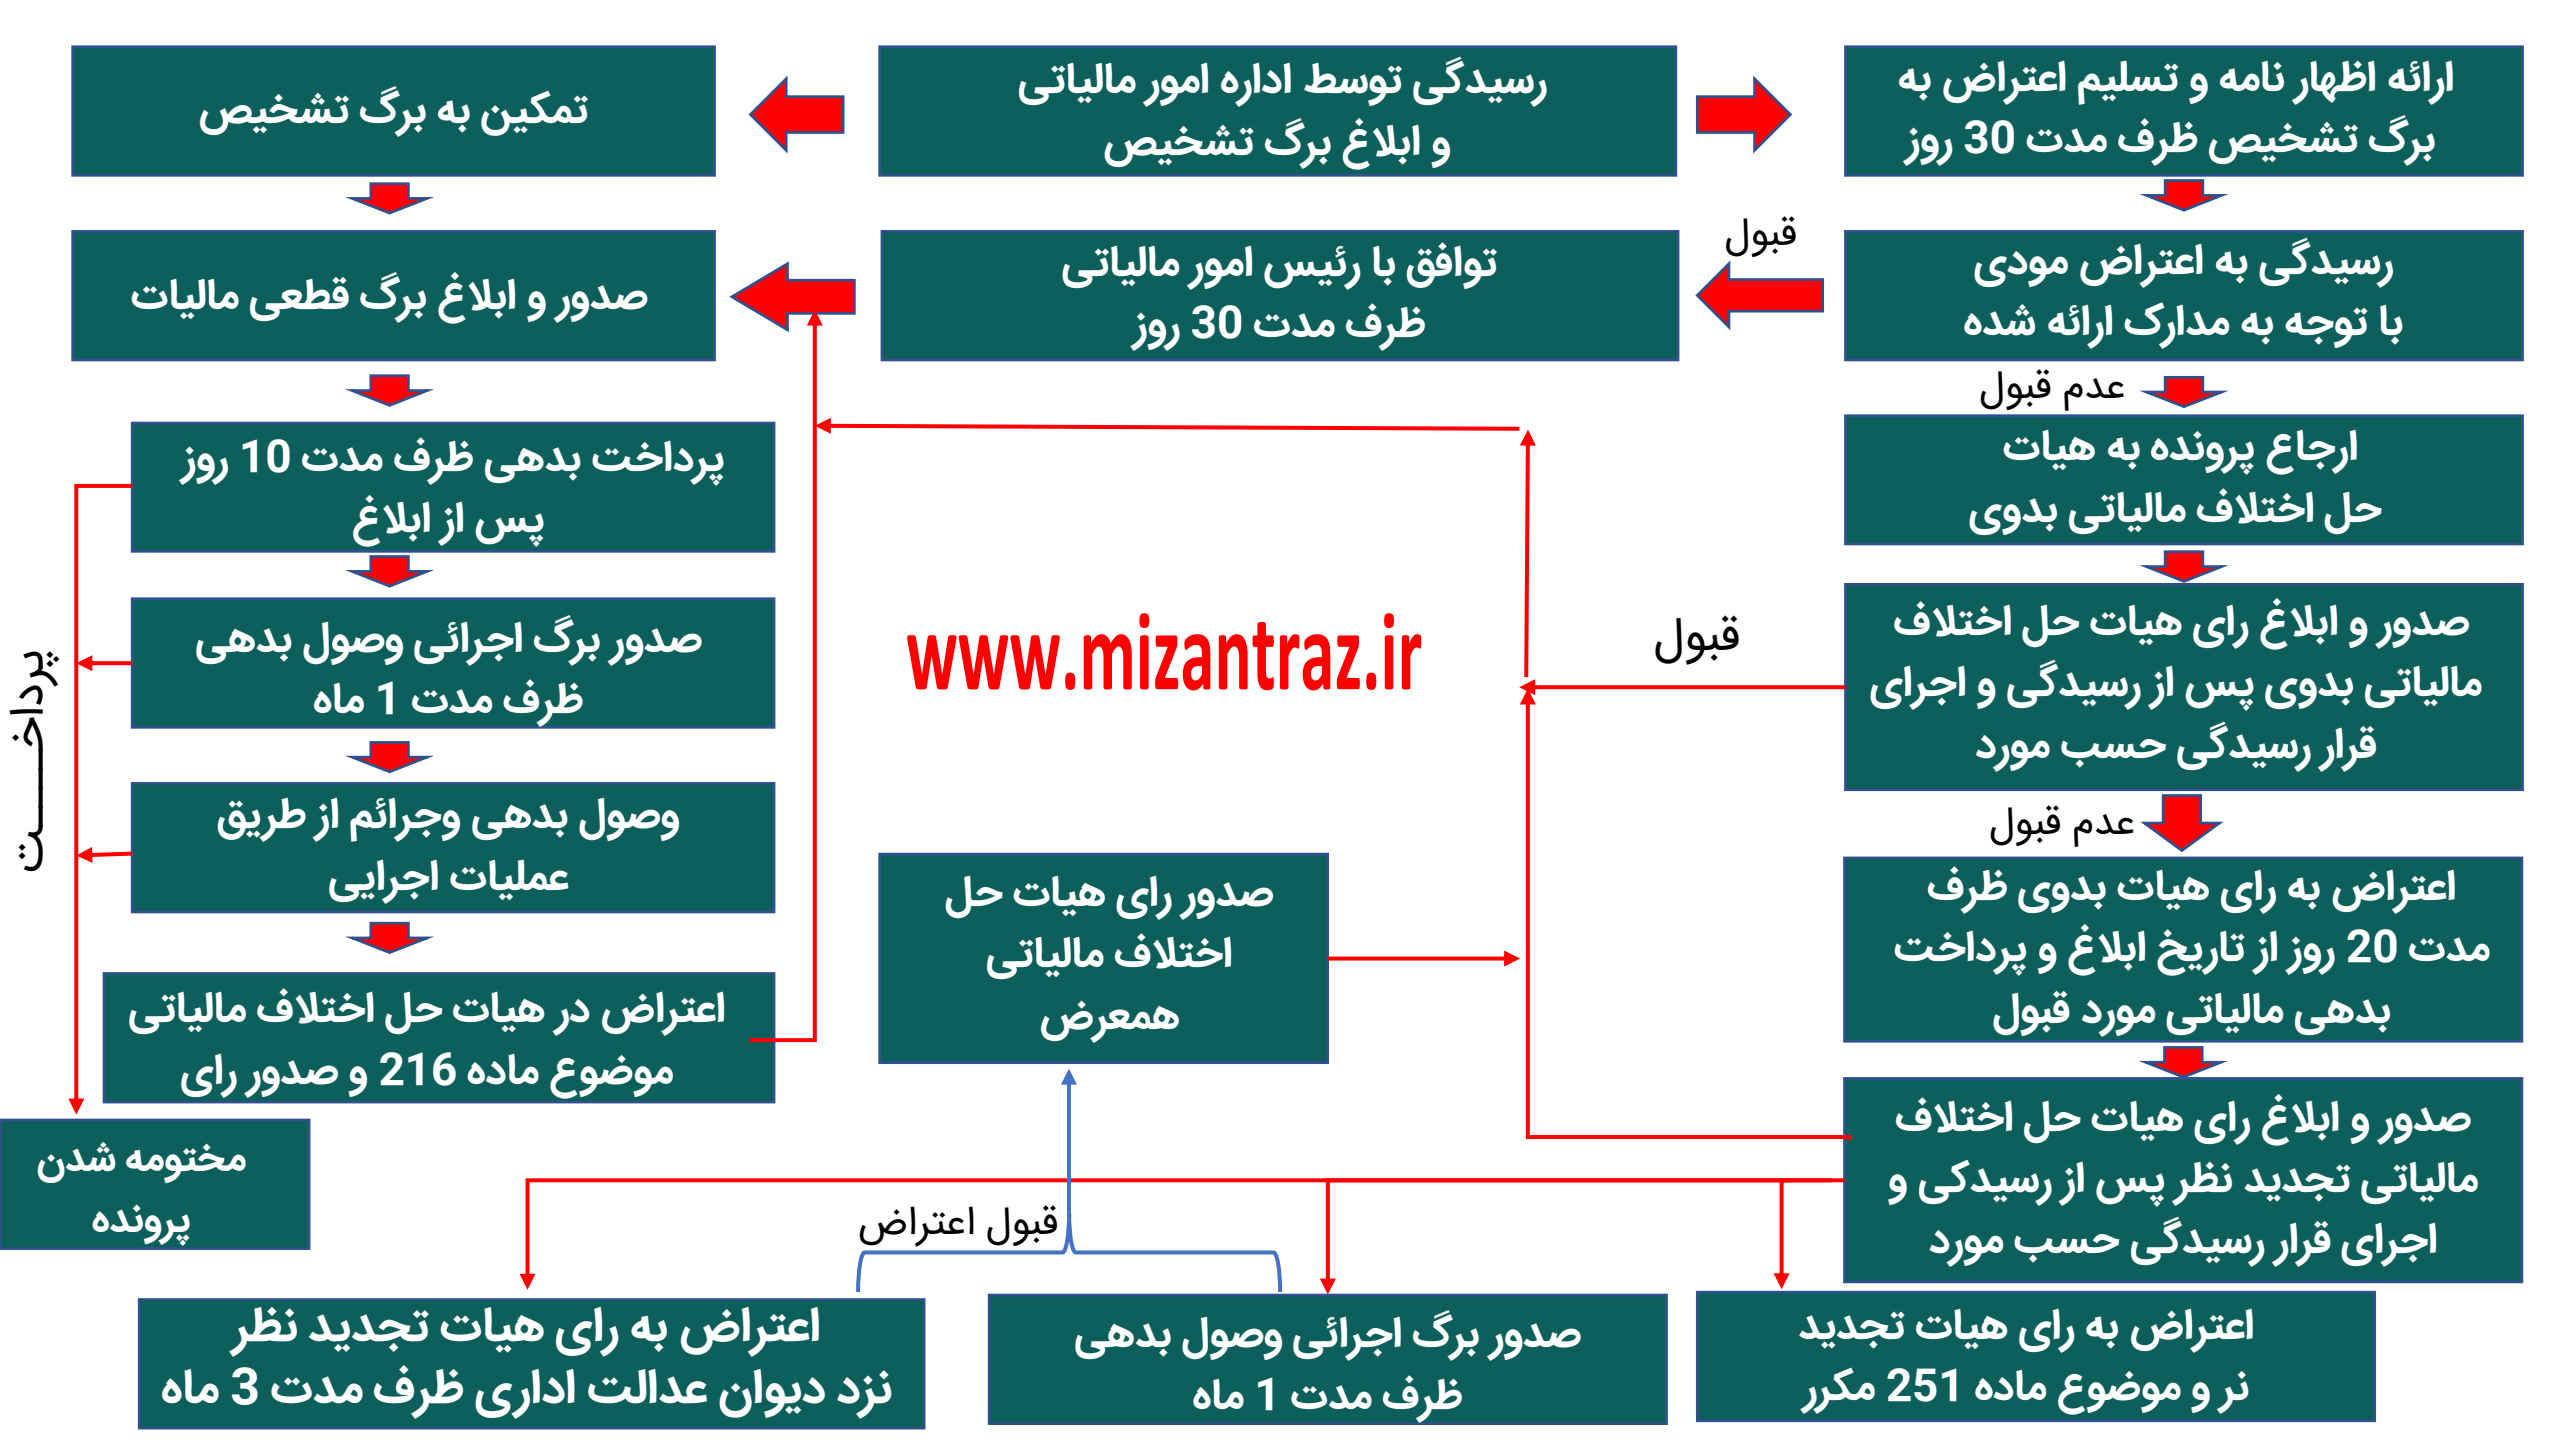 ارائه اظهار نامه و تسلیم اعتراض به
برگ تشخیص ظرف مدت 30 روز
رسیدگی توسط اداره امور مالیاتی
و ابلاغ برگ تشخیص
تمکین به برگ تشخیص
رسیدگی به اعتراض مودی
با توجه به مدارک ارائه شده
قبول
توافق با رئیس امور مالیاتی
ظرف مدت 30 روز
صدور و ابلاغ برگ قطعی مالیات
عدم قبول
ارجاع پرونده به هیات
حل اختلاف مالیاتی بدوی
پرداخت بدهی ظرف مدت 10 روز
پس از ابلاغ
صدور و ابلاغ رای هیات حل اختلاف
مالیاتی بدوی پس از رسیدگی و اجرای
قرار رسیدگی حسب مورد
قبول
www.mizantraz.ir
صدور برگ اجرائی وصول بدهی
ظرف مدت 1 ماه
پرداخــــت
عدم قبول
وصول بدهی وجرائم از طریق
عملیات اجرایی
اعتراض به رای هیات بدوی ظرف
مدت 20 روز از تاریخ ابلاغ و پرداخت
بدهی مالیاتی مورد قبول
صدور رای هیات حل
اختلاف مالیاتی
همعرض
اعتراض در هیات حل اختلاف مالیاتی
موضوع ماده 216 و صدور رای
صدور و ابلاغ رای هیات حل اختلاف
مالیاتی تجدید نظر پس از رسیدکی و
اجرای قرار رسیدگی حسب مورد
مختومه شدن
پرونده
قبول اعتراض
اعتراض به رای هیات تجدید
نر و موضوع ماده 251 مکرر
صدور برگ اجرائی وصول بدهی
ظرف مدت 1 ماه
اعتراض به رای هیات تجدید نظر
نزد دیوان عدالت اداری ظرف مدت 3 ماه